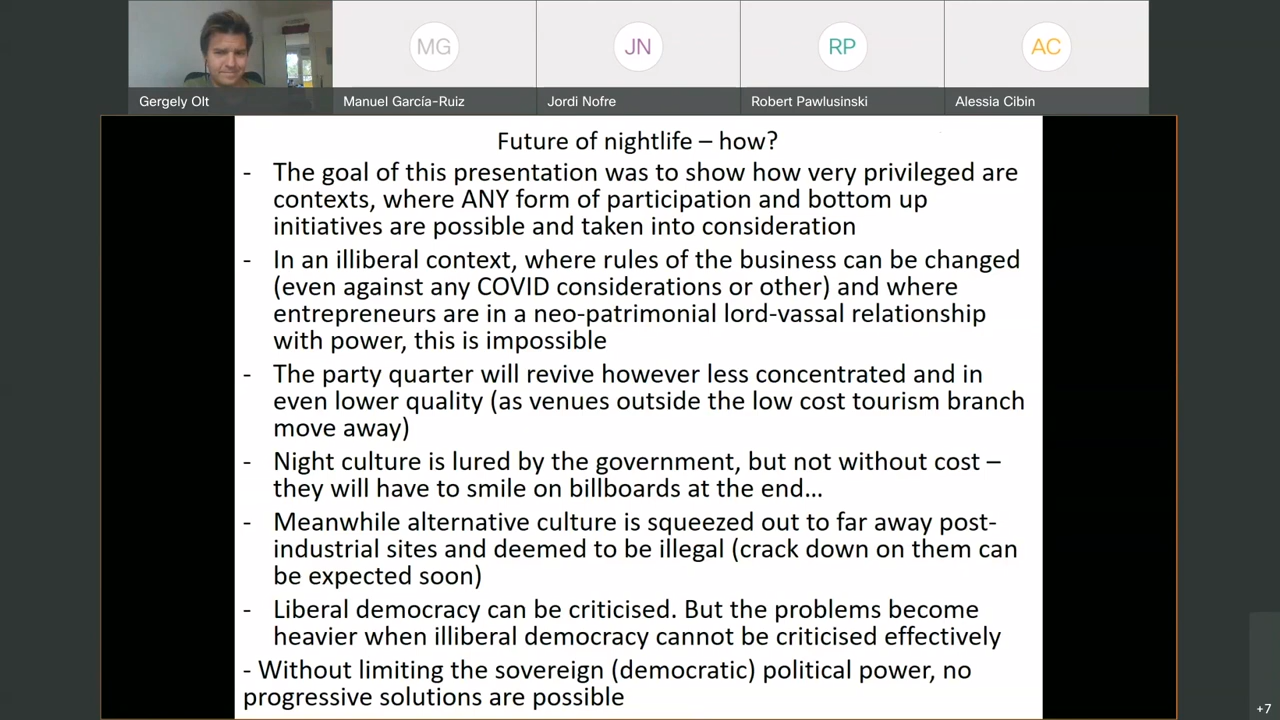 MG
JN
RP
AC
Gergely Olt
Manuel García-Ruiz
Jordi Nofre
Robert Pawlusinski
Alessia Cibin
Future of nightlife – how?
- The goal of this presentation was to show how very privileged are
contexts, where ANY form of participation and bottom up
initiatives are possible and taken into consideration
- In an illiberal context, where rules of the business can be changed
(even against any COVID considerations or other) and where
entrepreneurs are in a neo-patrimonial lord-vassal relationship
with power, this is impossible
- The party quarter will revive however less concentrated and in
even lower quality (as venues outside the low cost tourism branch
move away)
- Night culture is lured by the government, but not without cost –
they will have to smile on billboards at the end...
- Meanwhile alternative culture is squeezed out to far away post-
industrial sites and deemed to be illegal (crack down on them can
be expected soon)
- Liberal democracy can be criticised. But the problems become
heavier when illiberal democracy cannot be criticised effectively
- Without limiting the sovereign (democratic) political power, no
progressive solutions are possible
+7